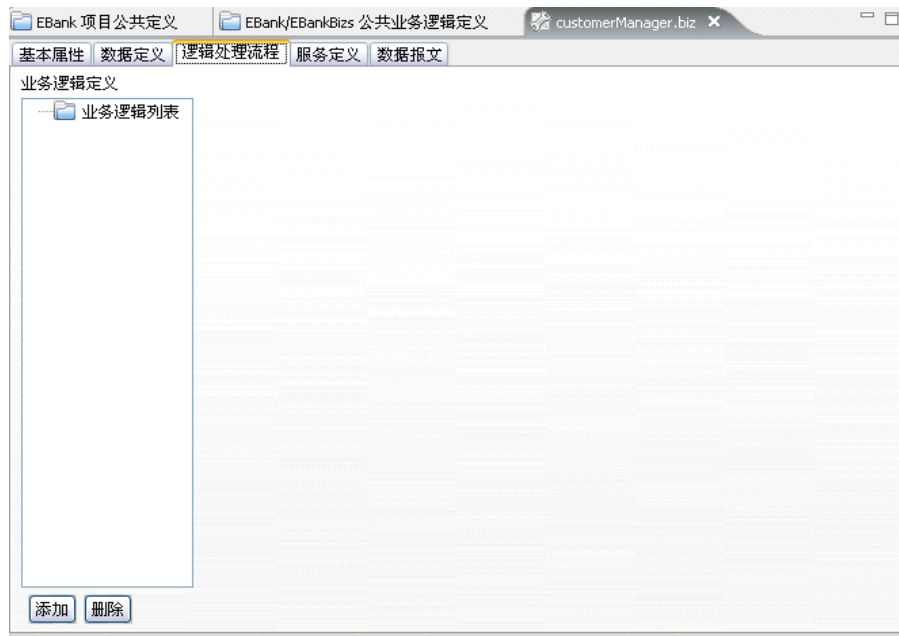 EBank 项目公共定义 EBank/EBankBizs 公共业务逻辑定义 customerManager.biz
基本属性 数据定义 逻辑处理流程 服务定义 数据报文
业务逻辑定义
业务逻辑列表
添加 删除